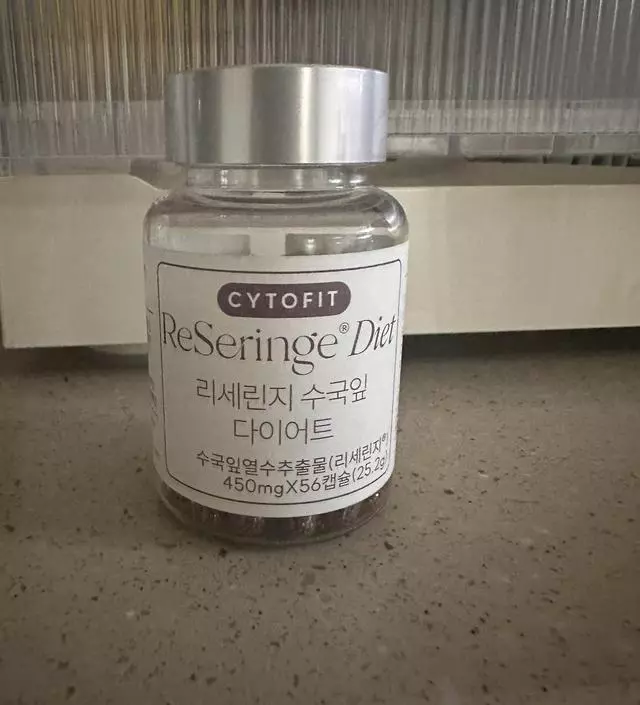 CYTOFIT
ReSeringe® Diet
리세린지 수국잎
다이어트
수국잎열수추출물(리세린지®)
450mgX56캡슐(25.2g)